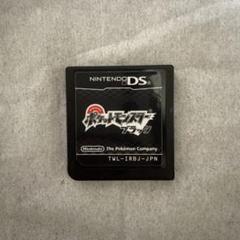 NINTENDO DS
ポケットモンスター
ブラック
Nintendo The Pokémon Company
TWL-IRBJ-JPN